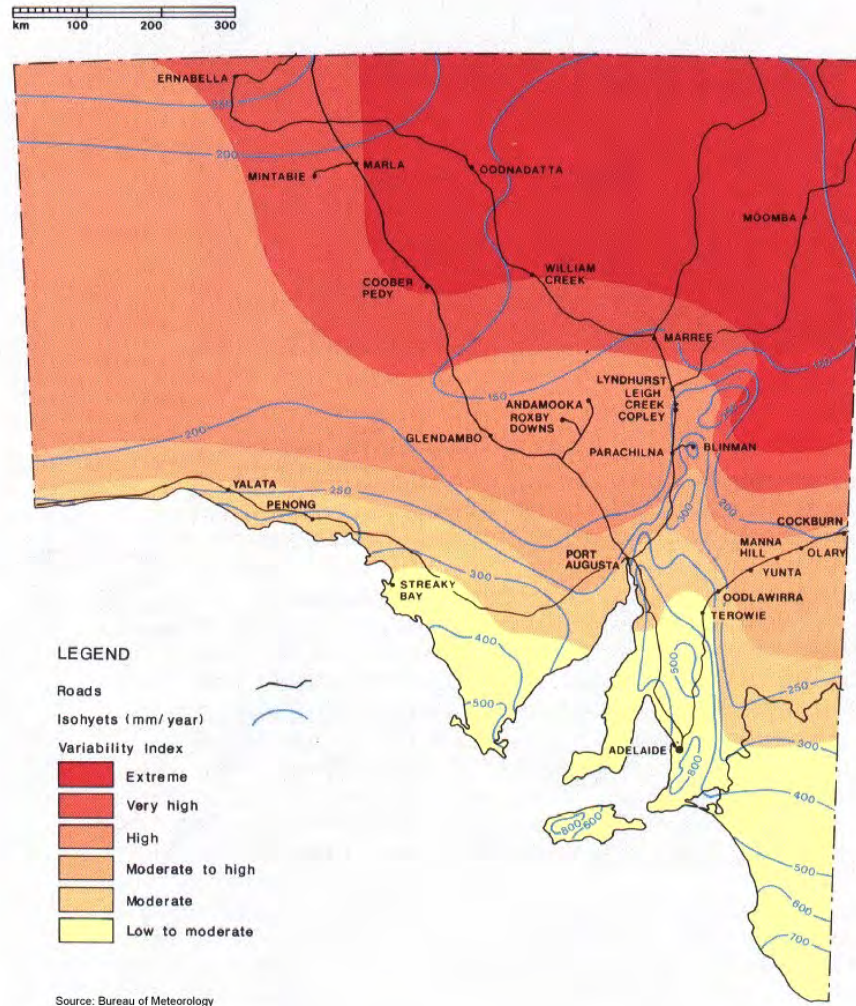 km 100 200 300
ERNABELLA
250
200
MARLA
MINTABIE
OODNADATTA
MOOMBA
WILLIAM
CREEK
COOBER
PEDY
MARREE
150
150
LYNDHURST
LEIGH
CREEK
COPLEY
ANDAMOOKA
ROXBY
DOWNS
200
GLENDAMBO
PARACHILNA
BLINMAN
YALATA
250
PENONG
300
200
COCKBURN
MANNA
HILL
OLARY
YUNTA
PORT
AUGUSTA
300
STREAKY
BAY
OODLAWIRRA
TEROWIE
400
500
500
250
300
ADELAIDE
800
400
800
600
500
600
700
LEGEND
Roads
Isohyets (mm/year)
Variability Index
Extreme
Very high
High
Moderate to high
Moderate
Low to moderate
Source: Bureau of Meteorology